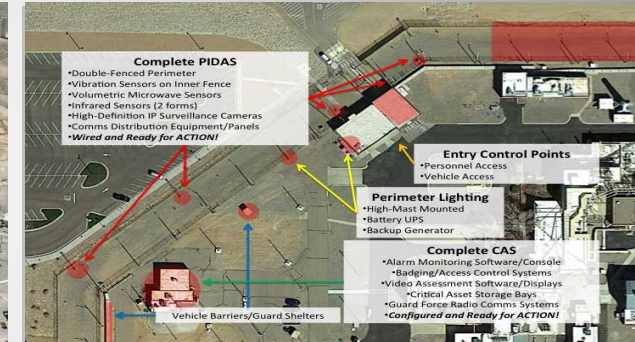 Complete PIDAS
•Double-Fenced Perimeter
•Vibration Sensors on Inner Fence
•Volumetric Microwave Sensors
•Infrared Sensors (2 forms)
•High-Definition IP Surveillance Cameras
•Comms Distribution Equipment/Panels
•Wired and Ready for ACTION!
Entry Control Points
•Personnel Access
•Vehicle Access
Perimeter Lighting
•High-Mast Mounted
•Battery UPS
•Backup Generator
Complete CAS
•Alarm Monitoring Software/Console
•Badging/Access Control Systems
•Video Assessment Software/Displays
•Critical Asset Storage Bays
•Guard Force Radio Comms Systems
•Configured and Ready for ACTION!
Vehicle Barriers/Guard Shelters